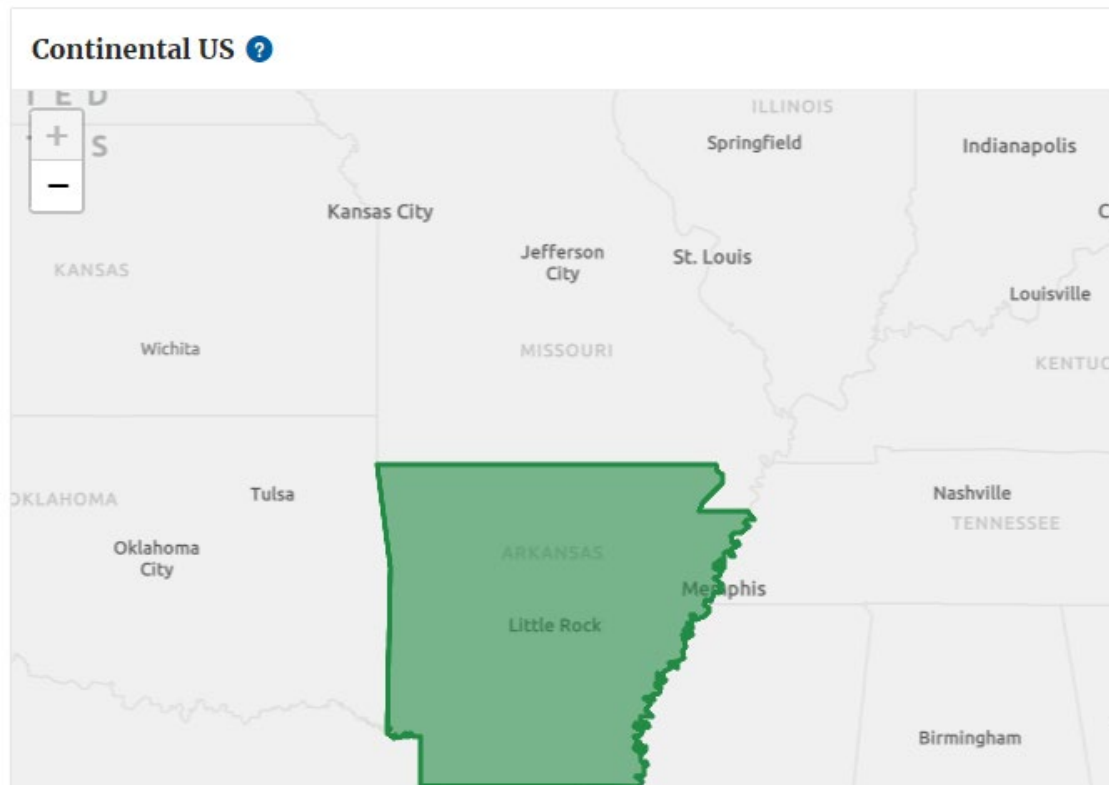 Continental US ?
T E D
+
S
−
ILLINOIS
Springfield
Indianapolis
Kansas City
C
Jefferson
City
St. Louis
KANSAS
Louisville
Wichita
MISSOURI
KENTUC
OKLAHOMA
Tulsa
Nashville
TENNESSEE
Oklahoma
City
ARKANSAS
Memphis
Little Rock
Birmingham